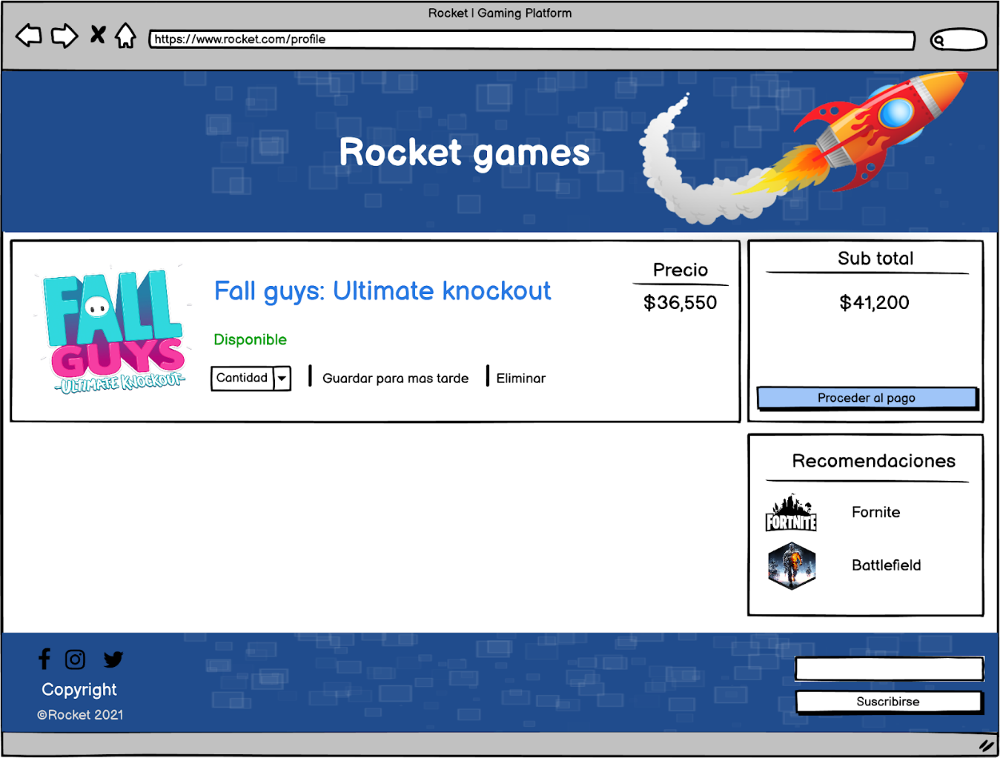 Rocket | Gaming Platform
https://www.rocket.com/profile
Rocket games
FALL
GUYS
-ULTIMATE KNOCKOUT-
Fall guys: Ultimate knockout
Disponible
Cantidad
Guardar para mas tarde
Eliminar
Precio
$36,550
Sub total
$41,200
Proceder al pago
Recomendaciones
FORTNITE
Fornite
Battlefield
Copyright
©Rocket 2021
Suscribirse